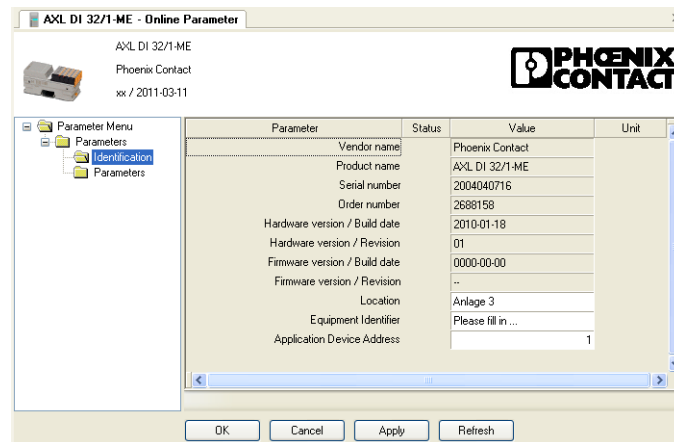 AXL DI 32/1-ME - Online Parameter
AXL DI 32/1-ME
Phoenix Contact
xx / 2011-03-11
PHŒNIX
CONTACT
Parameter Menu
Parameters
Identification
Parameters
Parameter Status Value Unit
Vendor name Phoenix Contact
Product name AXL DI 32/1-ME
Serial number 2004040716
Order number 2688158
Hardware version / Build date 2010-01-18
Hardware version / Revision 01
Firmware version / Build date 0000-00-00
Firmware version / Revision --
Location Anlage 3
Equipment Identifier Please fill in ...
Application Device Address 1
OK Cancel Apply Refresh